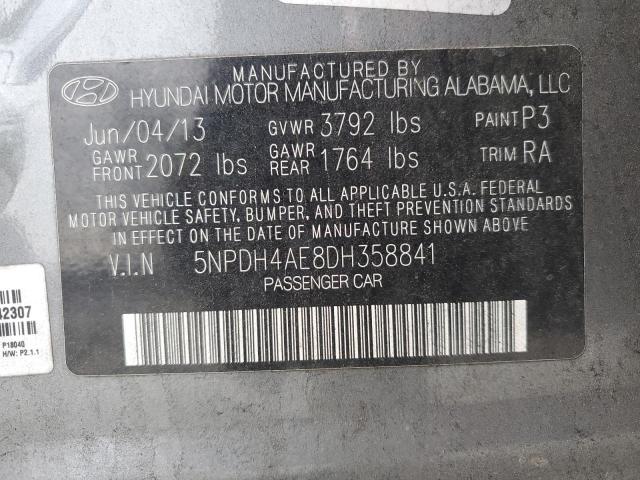 MANUFACTURED BY
HYUNDAI MOTOR MANUFACTURING ALABAMA, LLC
Jun/04/13 GVWR 3792 lbs PAINT P3
GAWR FRONT 2072 lbs GAWR REAR 1764 lbs TRIM RA
THIS VEHICLE CONFORMS TO ALL APPLICABLE U.S.A. FEDERAL
MOTOR VEHICLE SAFETY, BUMPER, AND THEFT PREVENTION STANDARDS
IN EFFECT ON THE DATE OF MANUFACTURE SHOWN ABOVE.
V.I.N 5NPDH4AE8DH358841
PASSENGER CAR
42307
P18040
H/W: P2.1.1